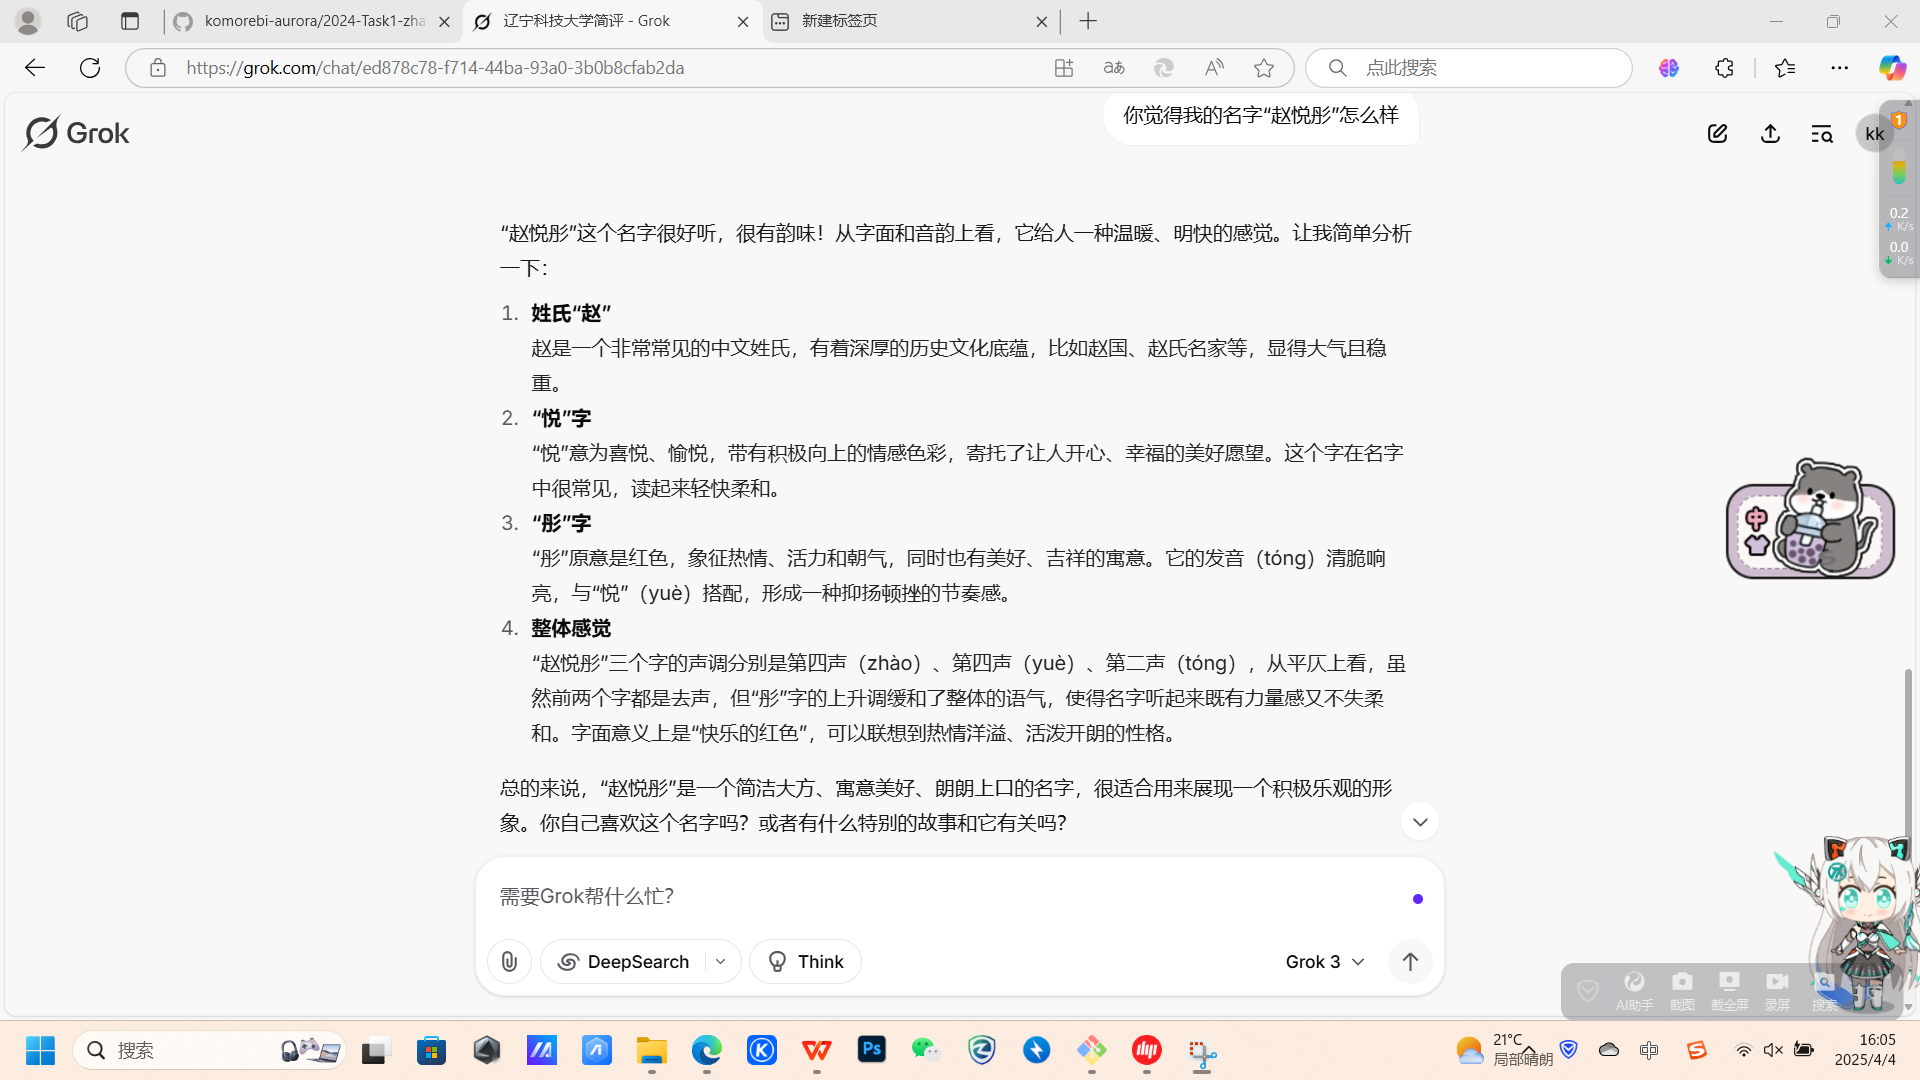 komorebi-aurora/2024-Task1-zha
辽宁科技大学简评 - Grok
新建标签页
https://grok.com/chat/ed878c78-f714-44ba-93a0-3b0b8cfab2da
aあ
点此搜索
Grok
你觉得我的名字“赵悦彤”怎么样
kk
1
0.2
K/s
0.0
K/s
“赵悦彤”这个名字很好听，很有韵味！从字面和音韵上看，它给人一种温暖、明快的感觉。让我简单分析
一下：
1. 姓氏“赵”
赵是一个非常常见的中文姓氏，有着深厚的历史文化底蕴，比如赵国、赵氏名家等，显得大气且稳
重。
2. “悦”字
“悦”意为喜悦、愉悦，带有积极向上的情感色彩，寄托了让人开心、幸福的美好愿望。这个字在名字
中很常见，读起来轻快柔和。
3. “彤”字
“彤”原意是红色，象征热情、活力和朝气，同时也有美好、吉祥的寓意。它的发音（tóng）清脆响
亮，与“悦”（yuè）搭配，形成一种抑扬顿挫的节奏感。
4. 整体感觉
“赵悦彤”三个字的声调分别是第四声（zhào）、第四声（yuè）、第二声（tóng），从平仄上看，虽
然前两个字都是去声，但“彤”字的上升调缓和了整体的语气，使得名字听起来既有力量感又不失柔
和。字面意义上是“快乐的红色”，可以联想到热情洋溢、活泼开朗的性格。
总的来说，“赵悦彤”是一个简洁大方、寓意美好、朗朗上口的名字，很适合用来展现一个积极乐观的形
象。你自己喜欢这个名字吗？或者有什么特别的故事和它有关吗？
中
需要Grok帮什么忙？
DeepSearch
Think
Grok 3
AI助手 截图 截全屏 录屏 搜索
搜索
Ps
21°C
局部晴朗
中
16:05
2025/4/4